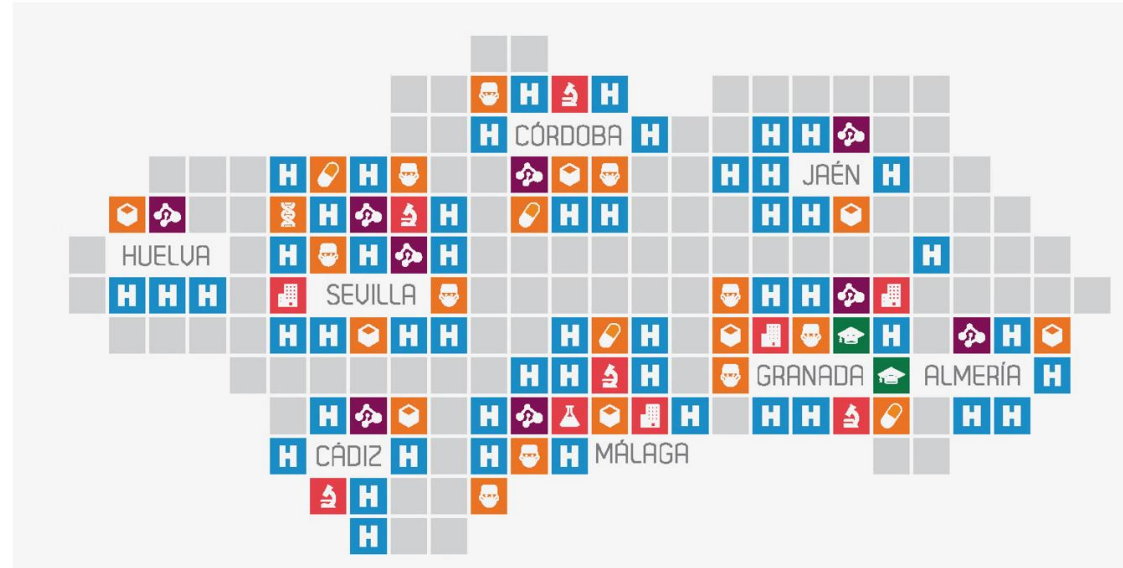 H H
H CÓRDOBA H H H
H H H H JAÉN H
H H H H H H
HUELVA H H H H
H H H SEVILLA H H
H H H H H H H H
H H H GRANADA ALMERÍA H
H H H H H H H
H CÁDIZ H H H MÁLAGA
H
H